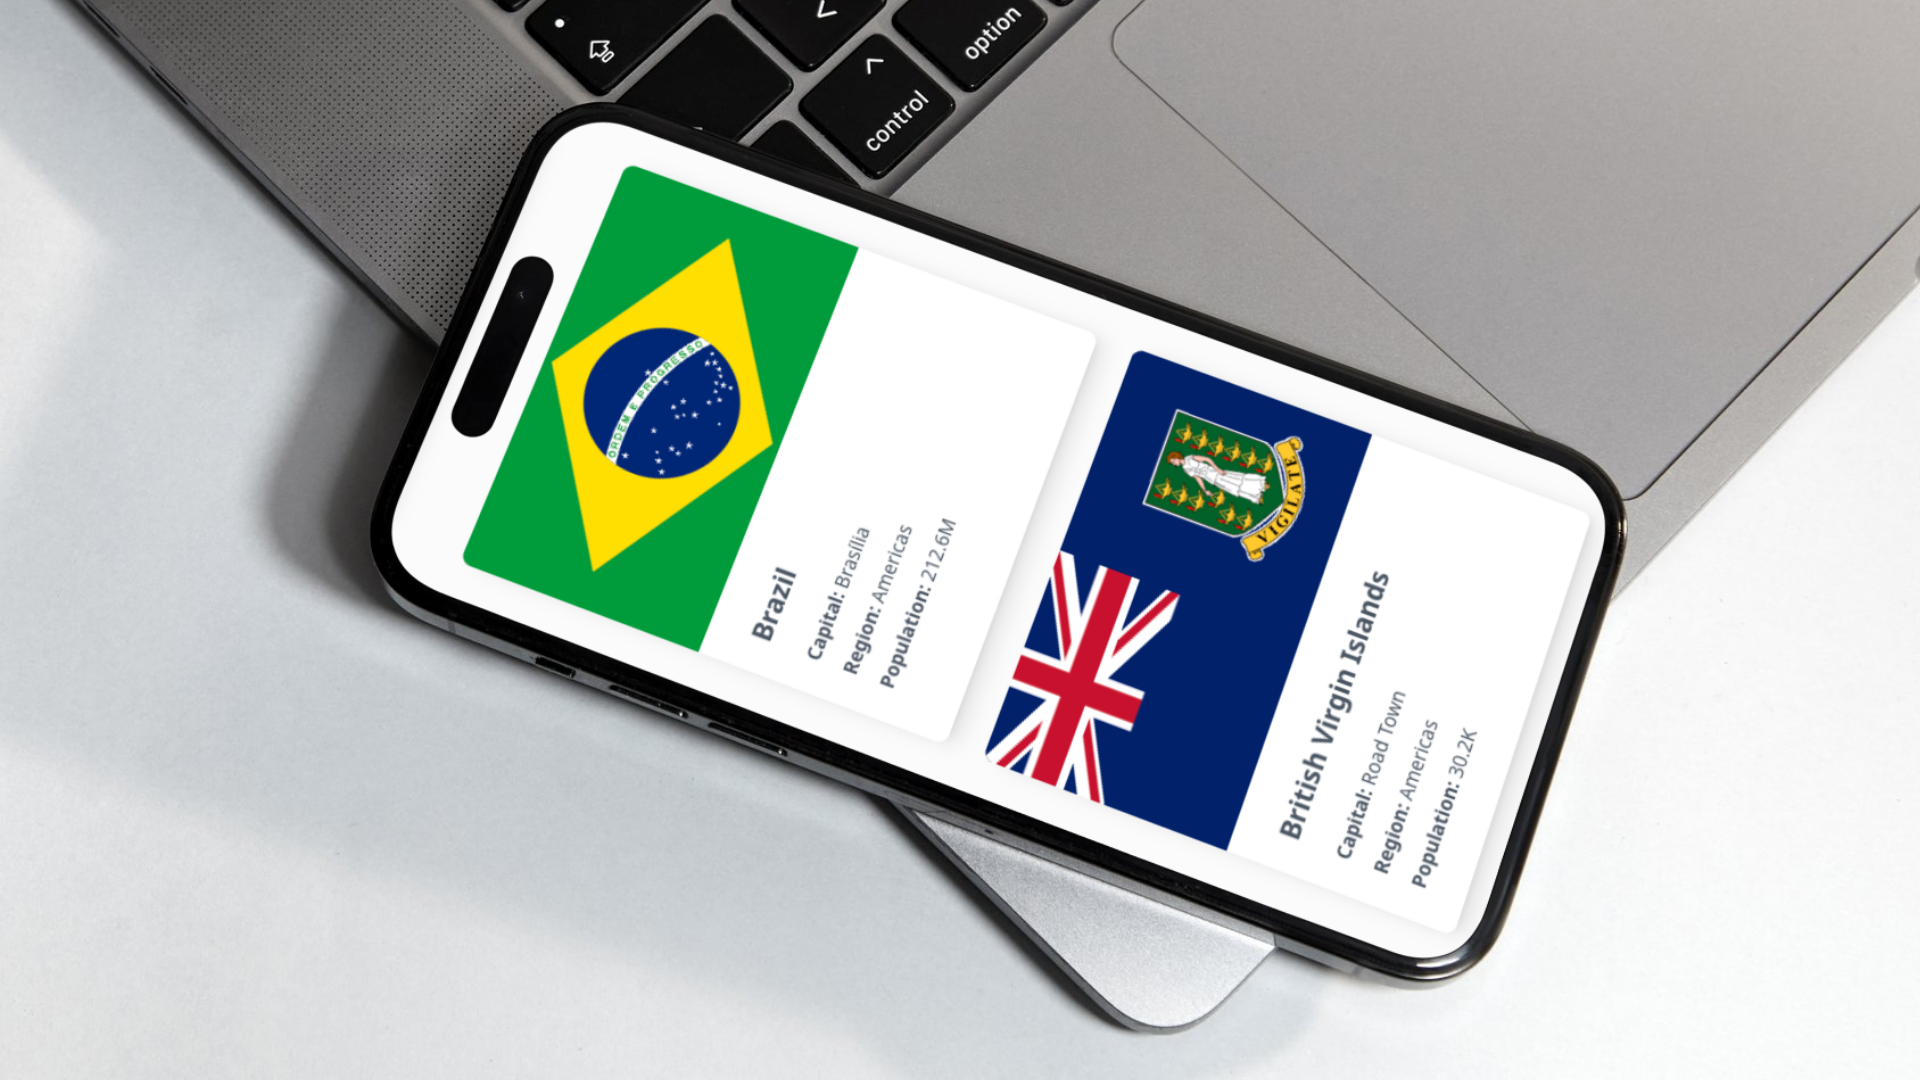 option
control
ORDEM E PROGRESSO
Brazil
Capital: Brasília
Region: Americas
Population: 212.6M
VIGILATE
British Virgin Islands
Capital: Road Town
Region: Americas
Population: 30.2K